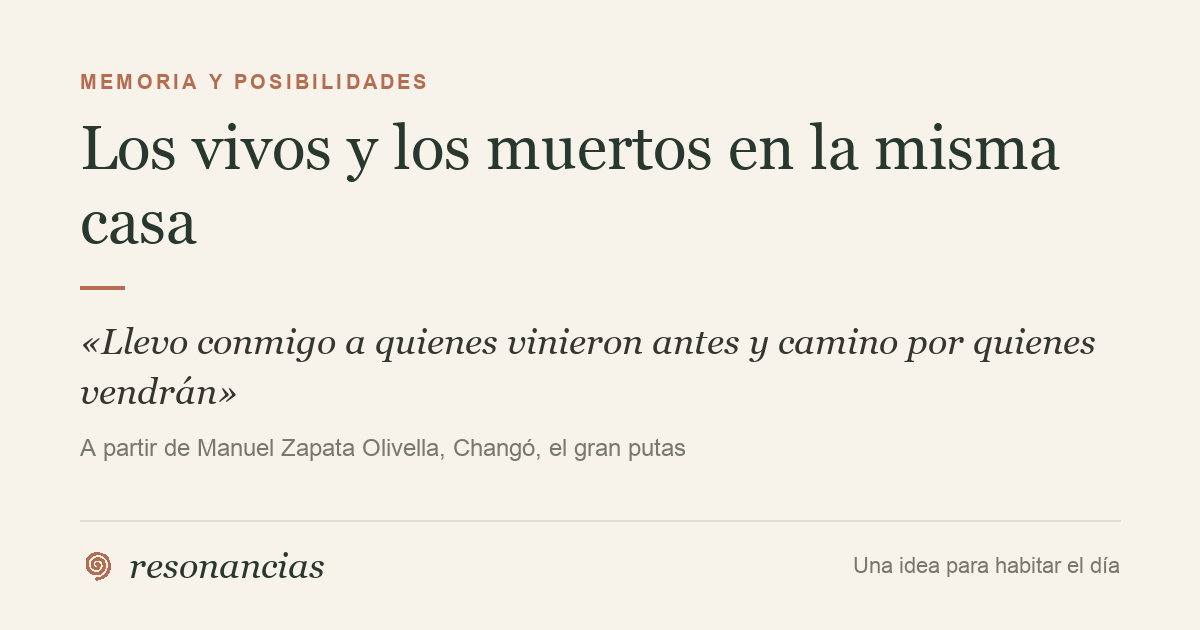 MEMORIA Y POSIBILIDADES
Los vivos y los muertos en la misma
casa
«Llevo conmigo a quienes vinieron antes y camino por quienes
vendrán»
A partir de Manuel Zapata Olivella, Changó, el gran putas
resonancias
Una idea para habitar el día